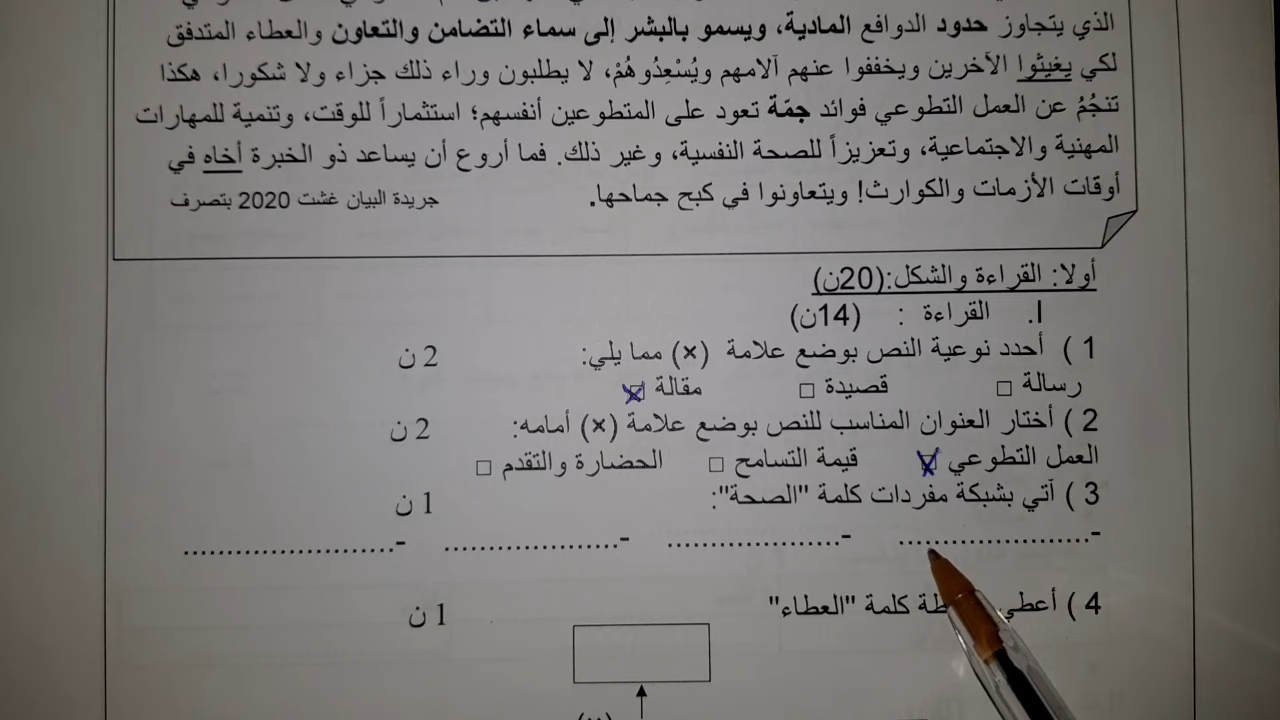 الذي يتجاوز حدود الدوافع المادية، ويسمو بالبشر إلى سماء التضامن والتعاون والعطاء المتدفق
لكي يغيثوا الآخرين ويخففوا عنهم آلامهم ويُسْعِدُوهُمْ، لا يطلبون وراء ذلك جزاء ولا شكورا، هكذا
تنجُمُ عن العمل التطوعي فوائد جمّة تعود على المتطوعين أنفسهم؛ استثماراً للوقت، وتنمية للمهارات
المهنية والاجتماعية، وتعزيزاً للصحة النفسية، وغير ذلك. فما أروع أن يساعد ذو الخبرة أخاه في
أوقات الأزمات والكوارث! ويتعاونوا في كبح جماحها.
جريدة البيان غشت 2020 بتصرف
أولا: القراءة والشكل:(20ن)
I. القراءة : (14ن)
1 ) أحدد نوعية النص بوضع علامة (×) مما يلي: 2 ن
رسالة □ قصيدة □ مقالة ☒
2 ) أختار العنوان المناسب للنص بوضع علامة (×) أمامه: 2 ن
العمل التطوعي ☒ قيمة التسامح □ الحضارة والتقدم □
3 ) آتي بشبكة مفردات كلمة "الصحة": 1 ن
-..................... -.................... -.................... -.........................
4 ) أعطي كلمة "العطاء" 1 ن